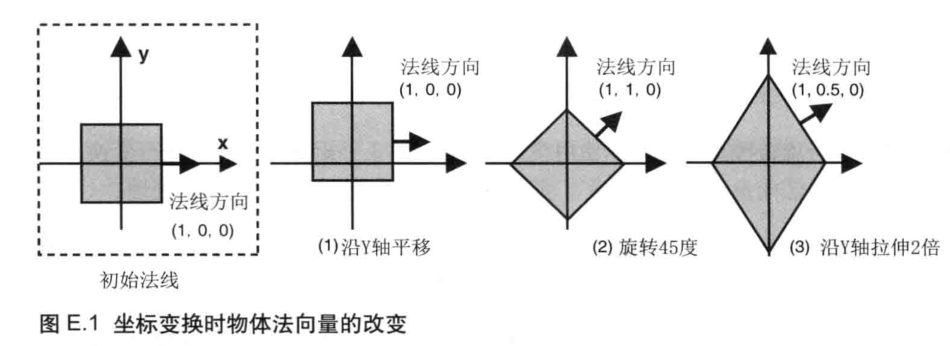 y
x
法线方向
(1, 0, 0)
初始法线
法线方向
(1, 0, 0)
(1)沿Y轴平移
法线方向
(1, 1, 0)
(2) 旋转45度
法线方向
(1, 0.5, 0)
(3) 沿Y轴拉伸2倍
图 E.1 坐标变换时物体法向量的改变